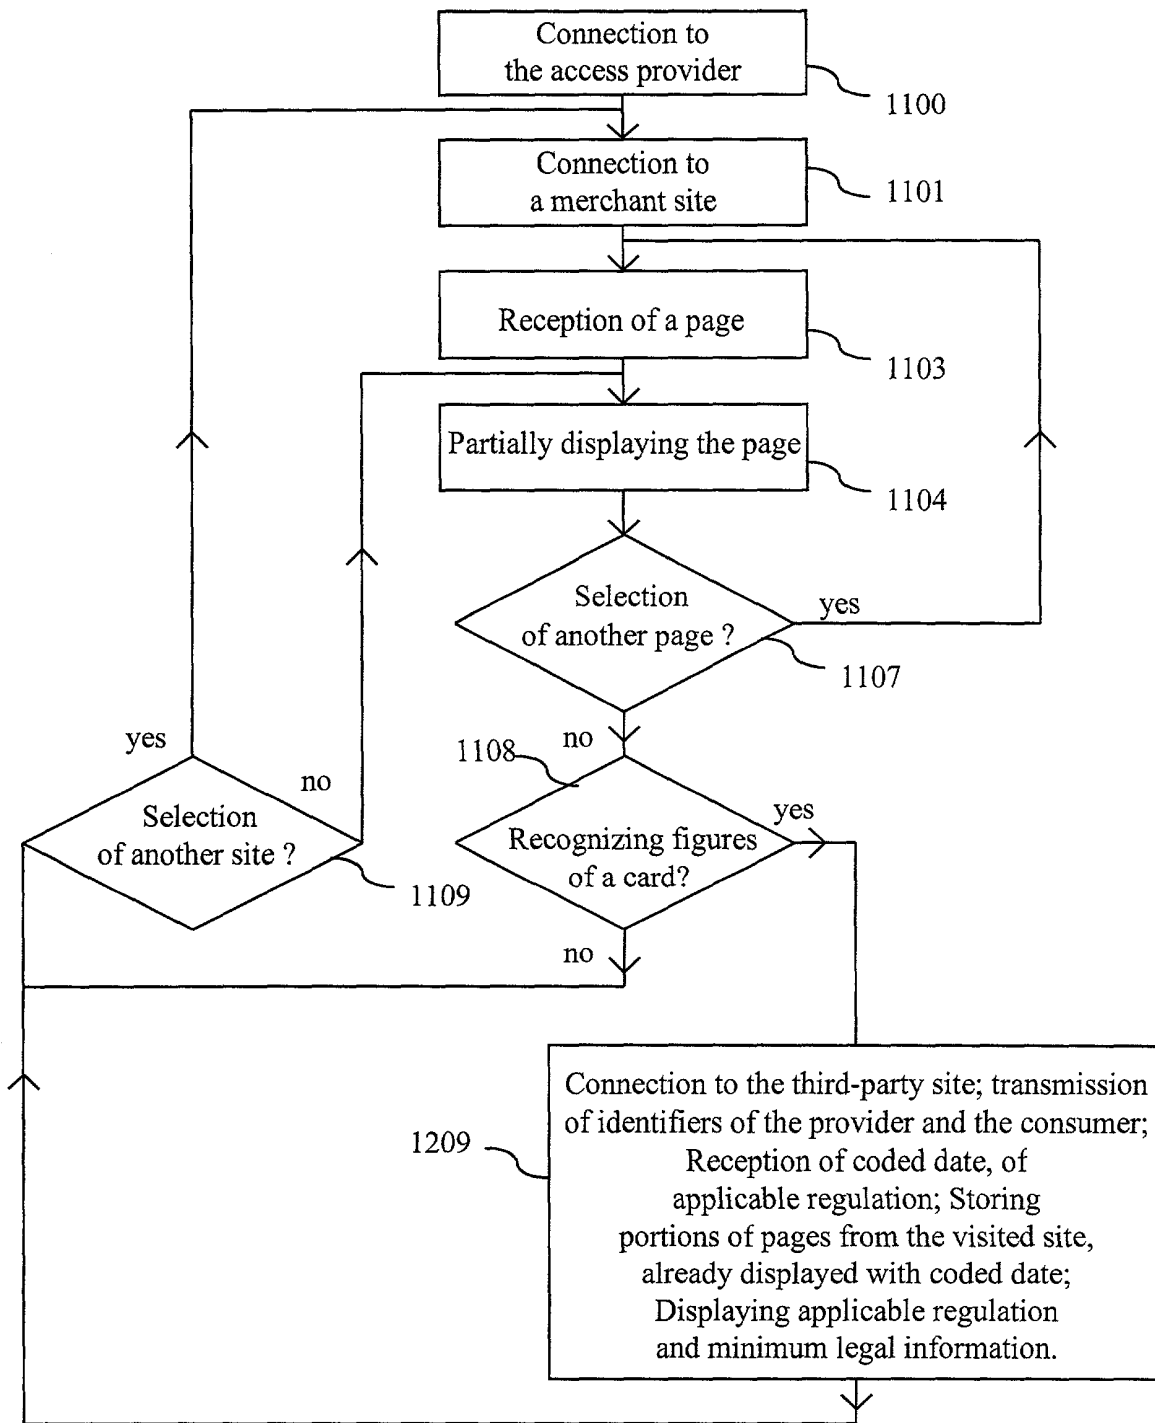 Connection to
the access provider
1100
Connection to
a merchant site
1101
Reception of a page
1103
Partially displaying the page
1104
Selection
of another page ?
yes
1107
no
1108
Recognizing figures
of a card?
yes
no
yes
no
Selection
of another site ?
1109
1209
Connection to the third-party site; transmission
of identifiers of the provider and the consumer;
Reception of coded date, of
applicable regulation; Storing
portions of pages from the visited site,
already displayed with coded date;
Displaying applicable regulation
and minimum legal information.